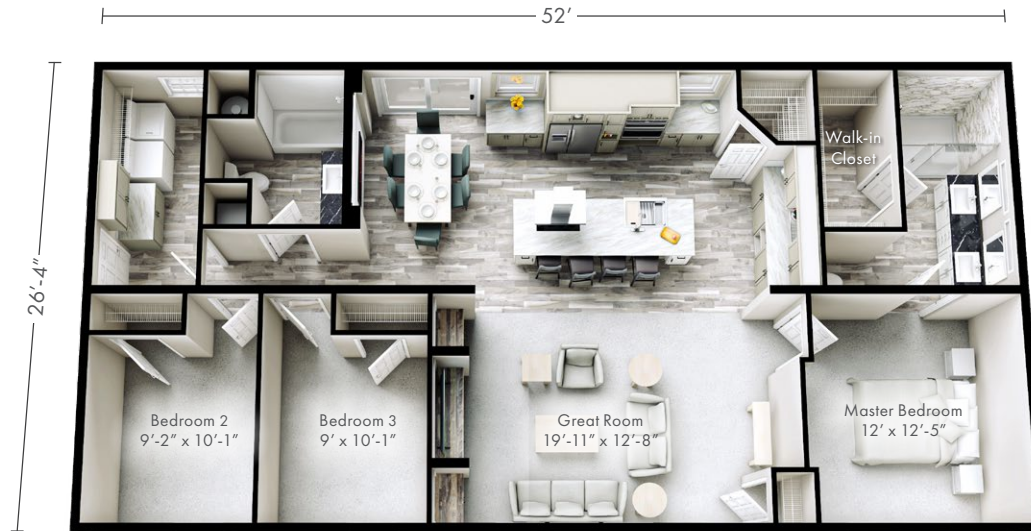 52’
26’-4”
Walk-in
Closet
Bedroom 2
9’-2” x 10’-1”
Bedroom 3
9’ x 10’-1”
Great Room
19’-11” x 12’-8”
Master Bedroom
12’ x 12’-5”